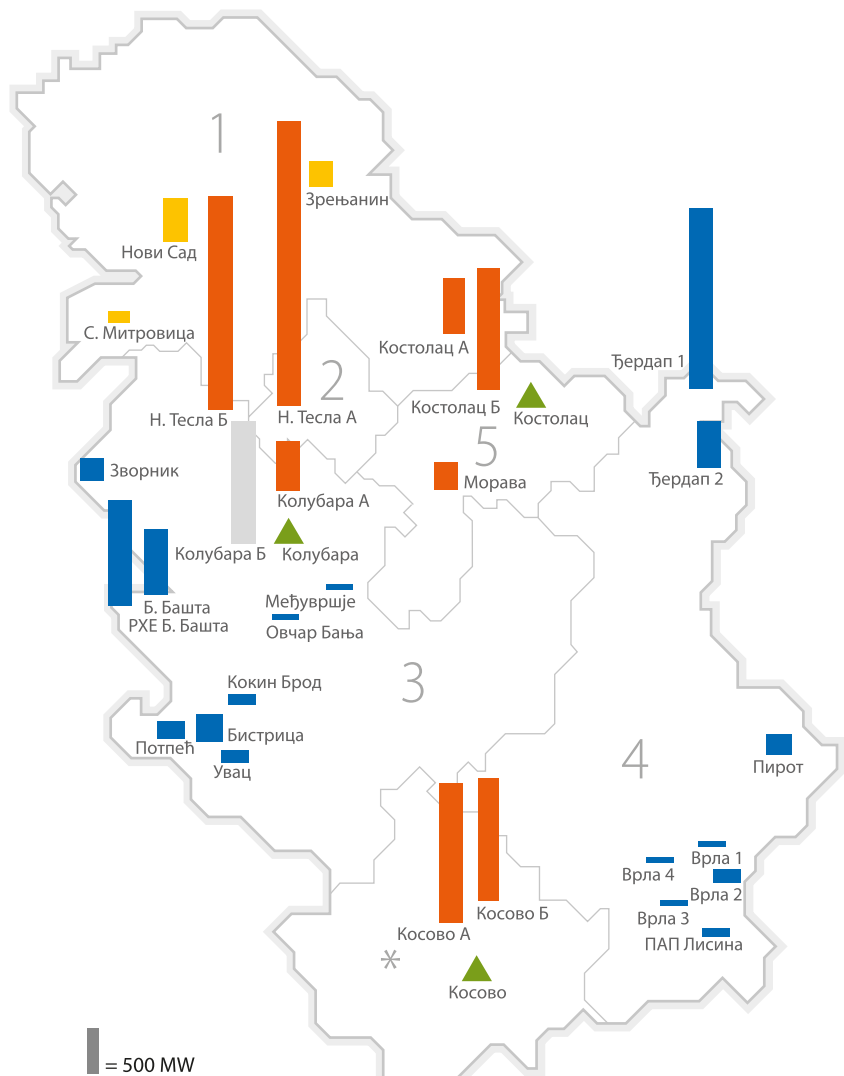 1
Зрењанин
Нови Сад
С. Митровица
Костолац А
Ђердап 1
2
Н. Тесла Б
Н. Тесла А
Костолац Б
Костолац
5
Зворник
Колубара А
Морава
Ђердап 2
Колубара Б
Колубара
Међувршје
Б. Башта
РХЕ Б. Башта
Овчар Бања
3
Кокин Брод
Потпећ
Бистрица
Увац
4
Пирот
Врла 1
Врла 4
Врла 2
Врла 3
Косово Б
Косово А
ПАП Лисина
*
Косово
= 500 MW